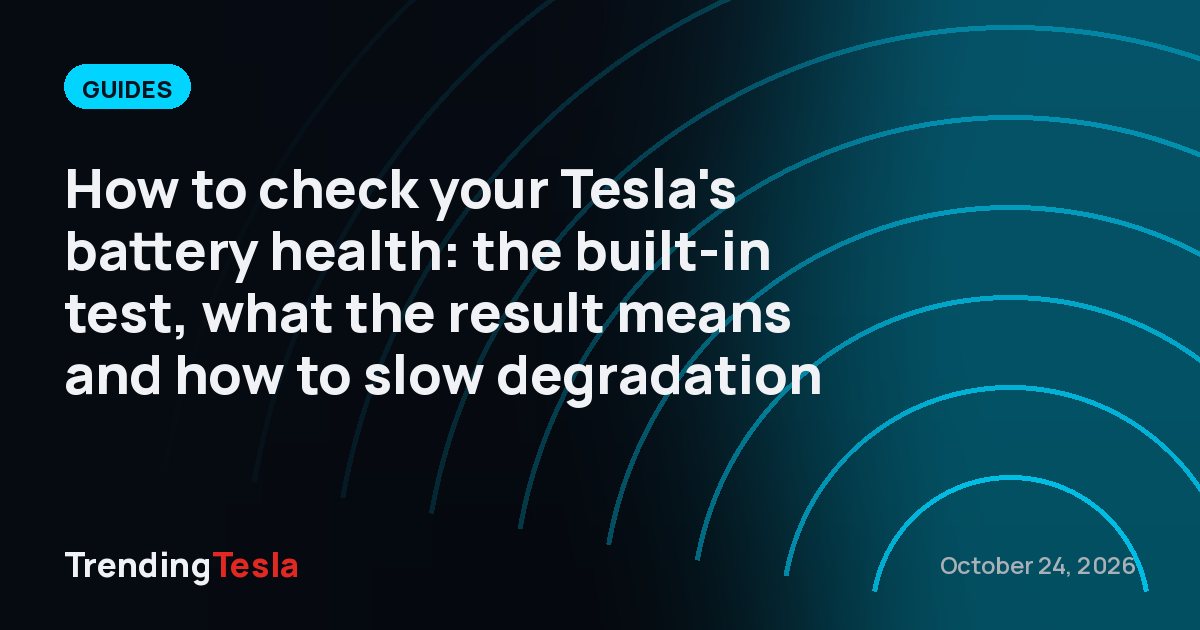 GUIDES
How to check your Tesla's
battery health: the built-in
test, what the result means
and how to slow degradation
TrendingTesla
October 24, 2026